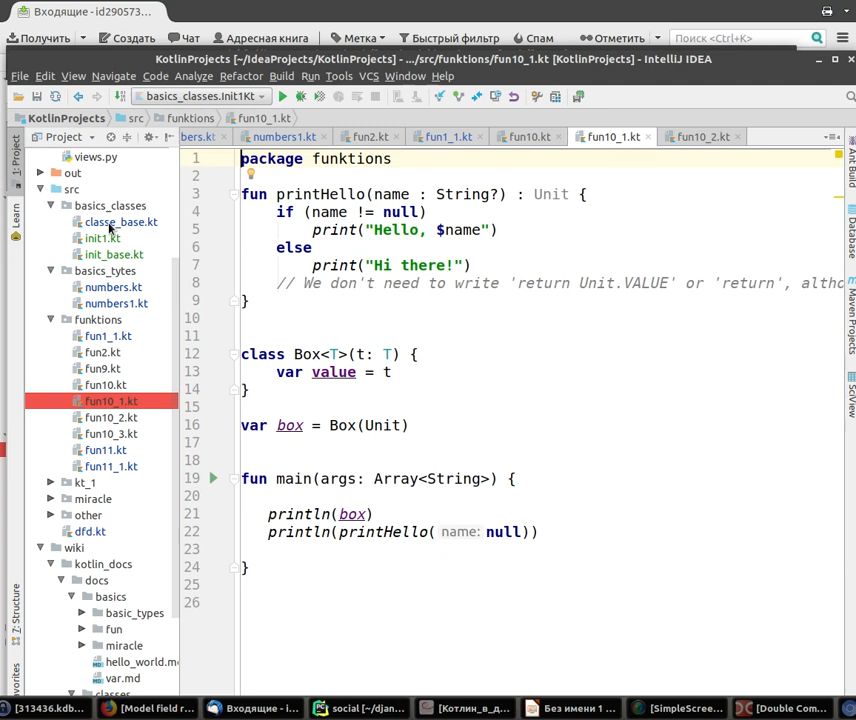 Входящие - id290573...
Получить Создать Чат Адресная книга Метка Быстрый фильтр Спам Отметить Поиск <Ctrl+K>
KotlinProjects [~/IdeaProjects/KotlinProjects] - .../src/funktions/fun10_1.kt [KotlinProjects] - IntelliJ IDEA
File Edit View Navigate Code Analyze Refactor Build Run Tools VCS Window Help
basics_classes.Init1Kt
KotlinProjects src funktions fun10_1.kt
Project
bers.kt numbers1.kt fun2.kt fun1_1.kt fun10.kt fun10_1.kt fun10_2.kt
1: Project
Learn
7: Structure
views.py
out
src
basics_classes
classe_base.kt
init1.kt
init_base.kt
basics_tytes
numbers.kt
numbers1.kt
funktions
fun1_1.kt
fun2.kt
fun9.kt
fun10.kt
fun10_1.kt
fun10_2.kt
fun10_3.kt
fun11.kt
fun11_1.kt
kt_1
miracle
other
dfd.kt
wiki
kotlin_docs
docs
basics
basic_types
fun
miracle
hello_world.m
var.md
classes
1 package funktions
2
3 fun printHello(name : String?) : Unit {
4 if (name != null)
5 print("Hello, $name")
6 else
7 print("Hi there!")
8 // We don't need to write 'return Unit.VALUE' or 'return', altho
9 }
10
11
12 class Box<T>(t: T) {
13 var value = t
14 }
15
16 var box = Box(Unit)
17
18
19 fun main(args: Array<String>) {
20
21 println(box)
22 println(printHello( name: null))
23
24 }
25
26
Ant Build
Database
Maven Projects
SciView
[313436.kdb... [Model field r... Входящие - i... social [~/djan... [Котлин_в_д... Без имени 1 ... [SimpleScree... [Double Com...